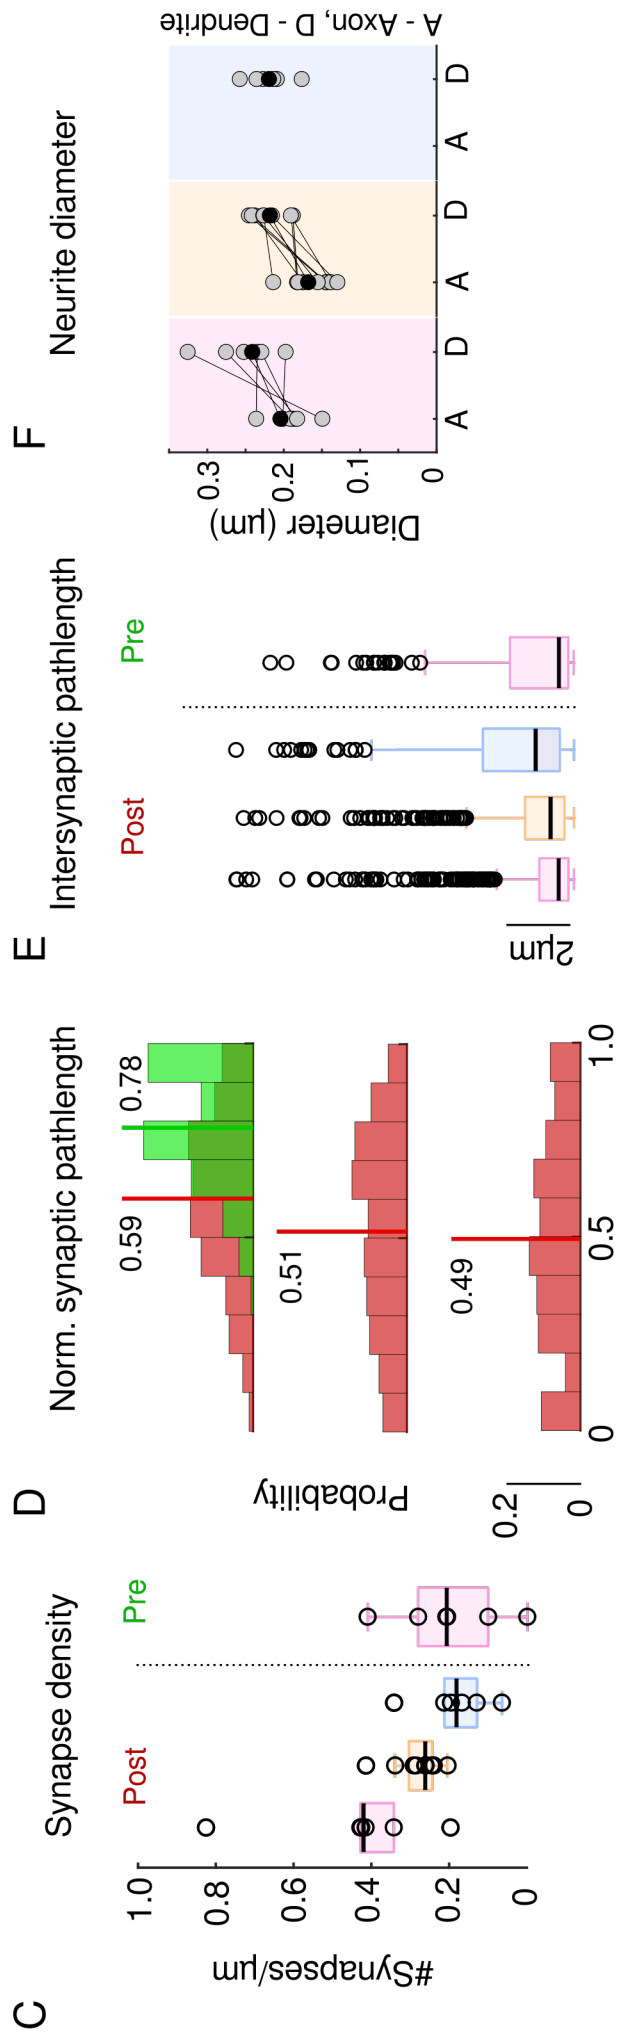 C
Synapse density
Post
Pre
#Synapses/µm
1.0
0.8
0.6
0.4
0.2
0
D
Norm. synaptic pathlength
0.59
0.78
0.51
0.49
Probability
0.2
0
0
0.5
1.0
E
Intersynaptic pathlength
Post
Pre
2µm
F
Neurite diameter
Diameter (µm)
0.3
0.2
0.1
0
A
D
A
D
A
D
A - Axon, D - Dendrite